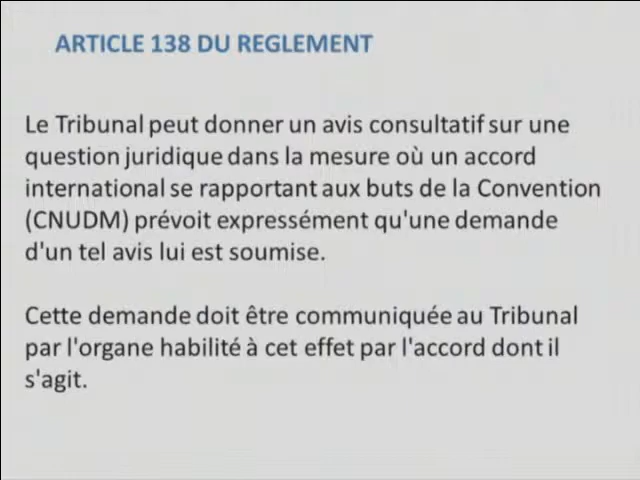 ARTICLE 138 DU REGLEMENT
Le Tribunal peut donner un avis consultatif sur une
question juridique dans la mesure où un accord
international se rapportant aux buts de la Convention
(CNUDM) prévoit expressément qu'une demande
d'un tel avis lui est soumise.
Cette demande doit être communiquée au Tribunal
par l'organe habilité à cet effet par l'accord dont il
s'agit.